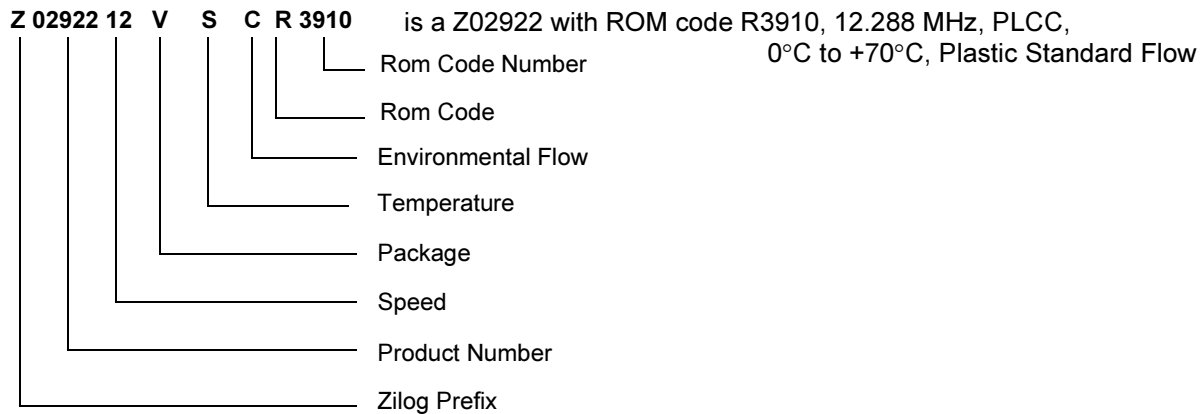 Z 02922 12 V S C R 3910 is a Z02922 with ROM code R3910, 12.288 MHz, PLCC,
0°C to +70°C, Plastic Standard Flow
Rom Code Number
Rom Code
Environmental Flow
Temperature
Package
Speed
Product Number
Zilog Prefix